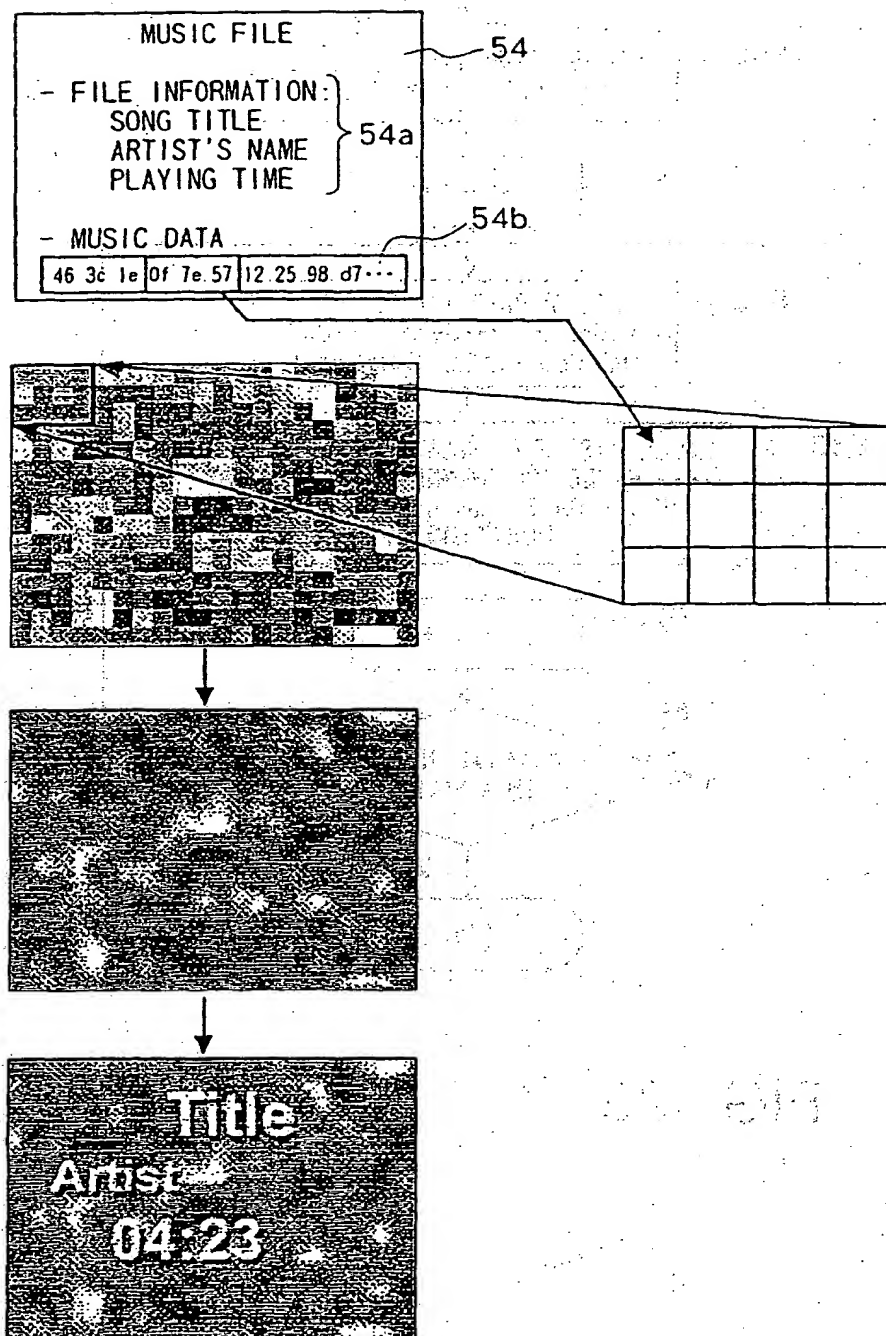 MUSIC FILE
54
- FILE INFORMATION:
SONG TITLE
ARTIST'S NAME
PLAYING TIME
54a
- MUSIC DATA
54b
46 3c 1e 0f 7e 57 12 25 98 d7...
Title
Artist
04:23